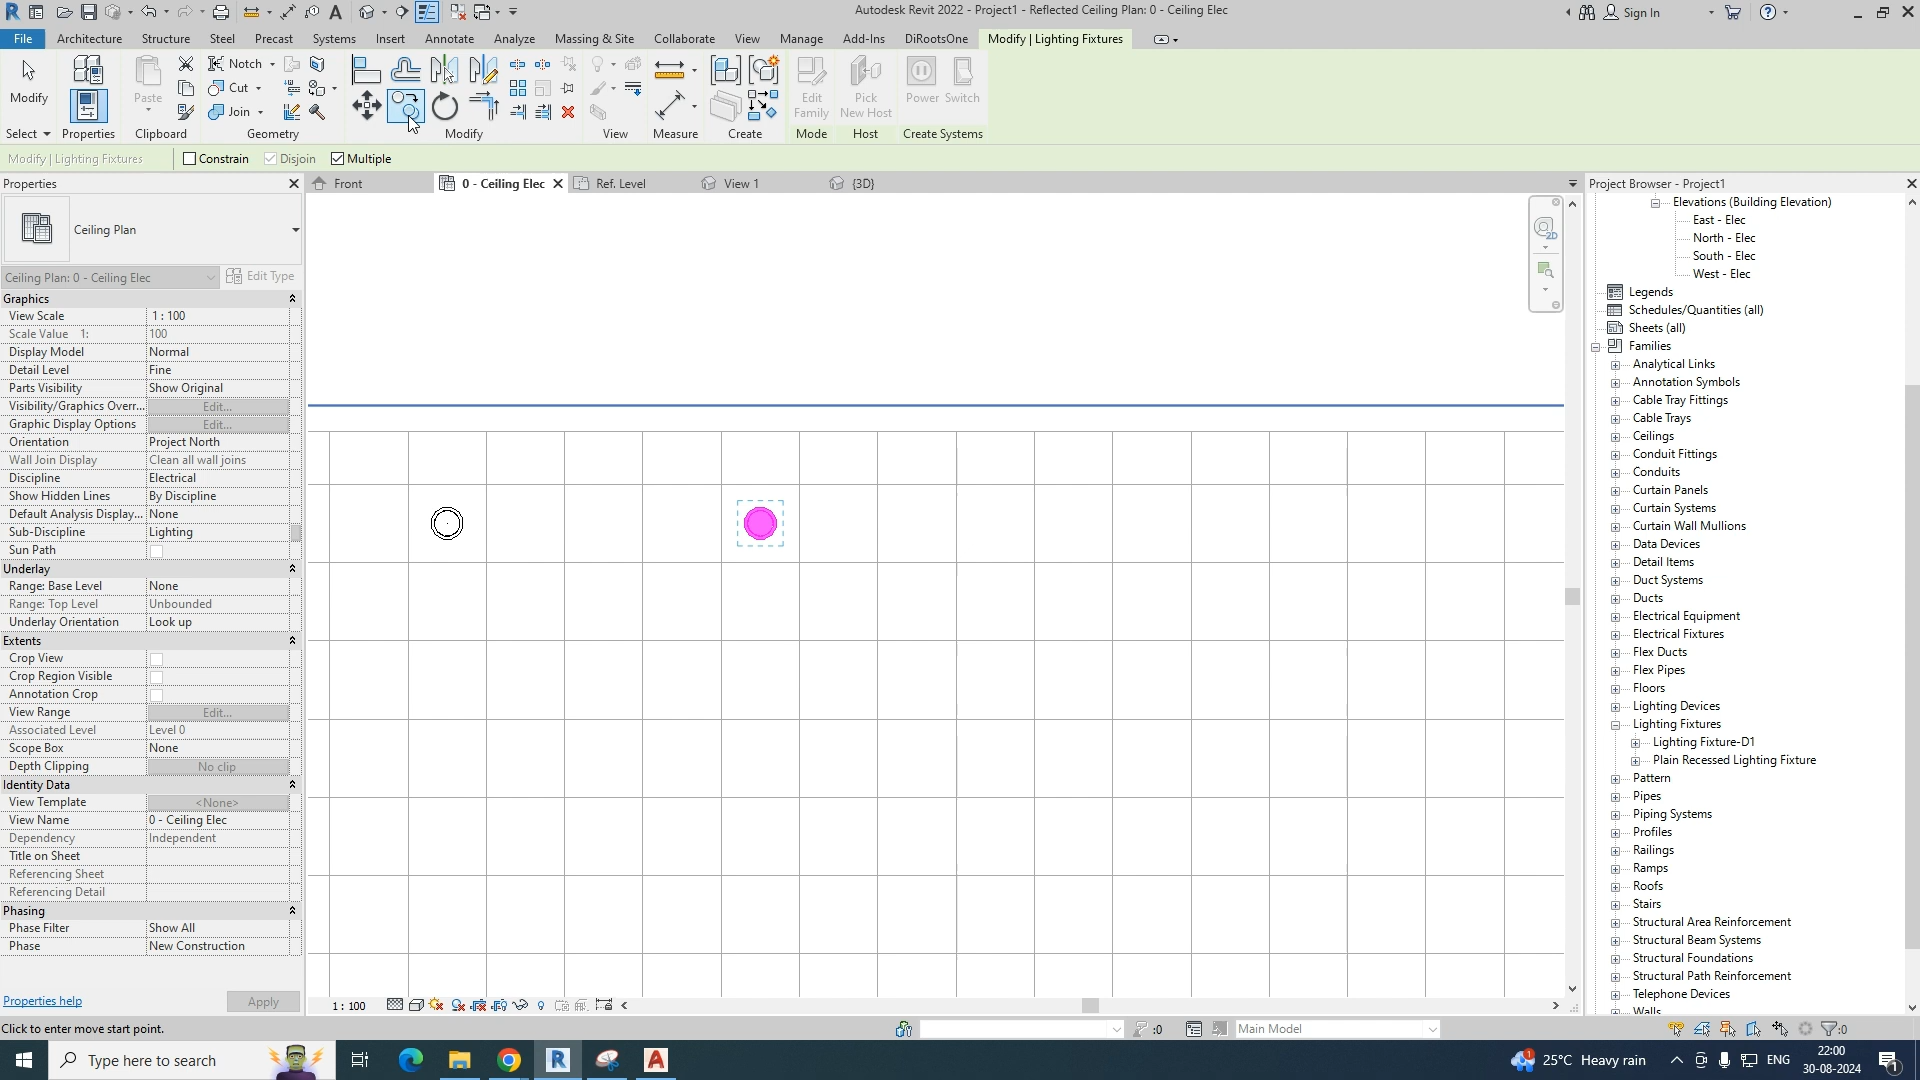 Autodesk Revit 2022 - Project1 - Reflected Ceiling Plan: 0 - Ceiling Elec
Sign In
File Architecture Structure Steel Precast Systems Insert Annotate Analyze Massing & Site Collaborate View Manage Add-Ins DiRootsOne Modify | Lighting Fixtures
Modify
Paste
Notch
Cut
Join
Edit Family
Pick New Host
Power Switch
Select Properties Clipboard Geometry Modify View Measure Create Mode Host Create Systems
Modify | Lighting Fixtures Constrain Disjoin Multiple
Properties
Front
0 - Ceiling Elec
Ref. Level
View 1
{3D}
Project Browser - Project1
Ceiling Plan
Ceiling Plan: 0 - Ceiling Elec Edit Type
Graphics
View Scale 1 : 100
Scale Value 1: 100
Display Model Normal
Detail Level Fine
Parts Visibility Show Original
Visibility/Graphics Overr... Edit...
Graphic Display Options Edit...
Orientation Project North
Wall Join Display Clean all wall joins
Discipline Electrical
Show Hidden Lines By Discipline
Default Analysis Display... None
Sub-Discipline Lighting
Sun Path
Underlay
Range: Base Level None
Range: Top Level Unbounded
Underlay Orientation Look up
Extents
Crop View
Crop Region Visible
Annotation Crop
View Range Edit...
Associated Level Level 0
Scope Box None
Depth Clipping No clip
Identity Data
View Template <None>
View Name 0 - Ceiling Elec
Dependency Independent
Title on Sheet
Referencing Sheet
Referencing Detail
Phasing
Phase Filter Show All
Phase New Construction
Properties help Apply
2D
1 : 100
Elevations (Building Elevation)
East - Elec
North - Elec
South - Elec
West - Elec
Legends
Schedules/Quantities (all)
Sheets (all)
Families
Analytical Links
Annotation Symbols
Cable Tray Fittings
Cable Trays
Ceilings
Conduit Fittings
Conduits
Curtain Panels
Curtain Systems
Curtain Wall Mullions
Data Devices
Detail Items
Duct Systems
Ducts
Electrical Equipment
Electrical Fixtures
Flex Ducts
Flex Pipes
Floors
Lighting Devices
Lighting Fixtures
Lighting Fixture-D1
Plain Recessed Lighting Fixture
Pattern
Pipes
Piping Systems
Profiles
Railings
Ramps
Roofs
Stairs
Structural Area Reinforcement
Structural Beam Systems
Structural Foundations
Structural Path Reinforcement
Telephone Devices
Walls
Click to enter move start point.
:0
Main Model
:0
Type here to search
25°C Heavy rain
ENG
22:00
30-08-2024
1